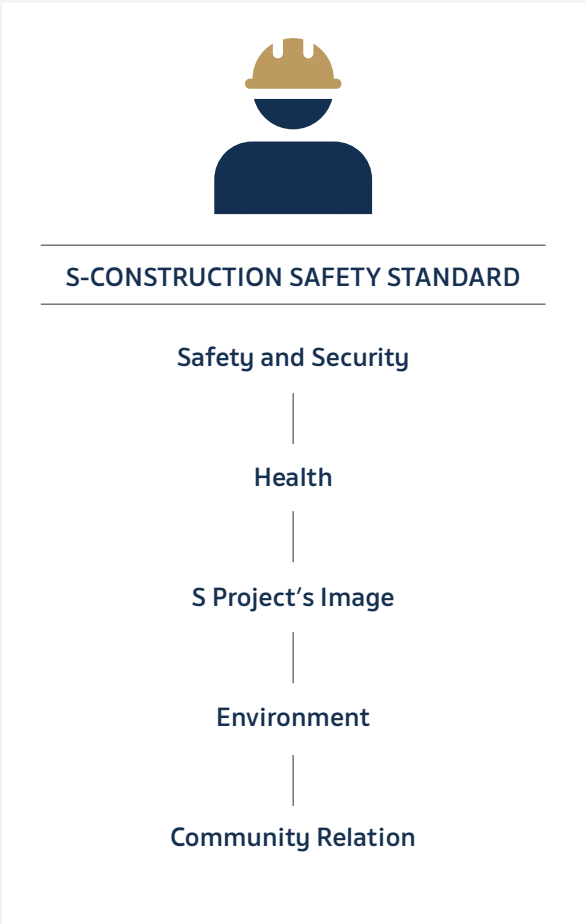 S-CONSTRUCTION SAFETY STANDARD
Safety and Security
Health
S Project’s Image
Environment
Community Relation